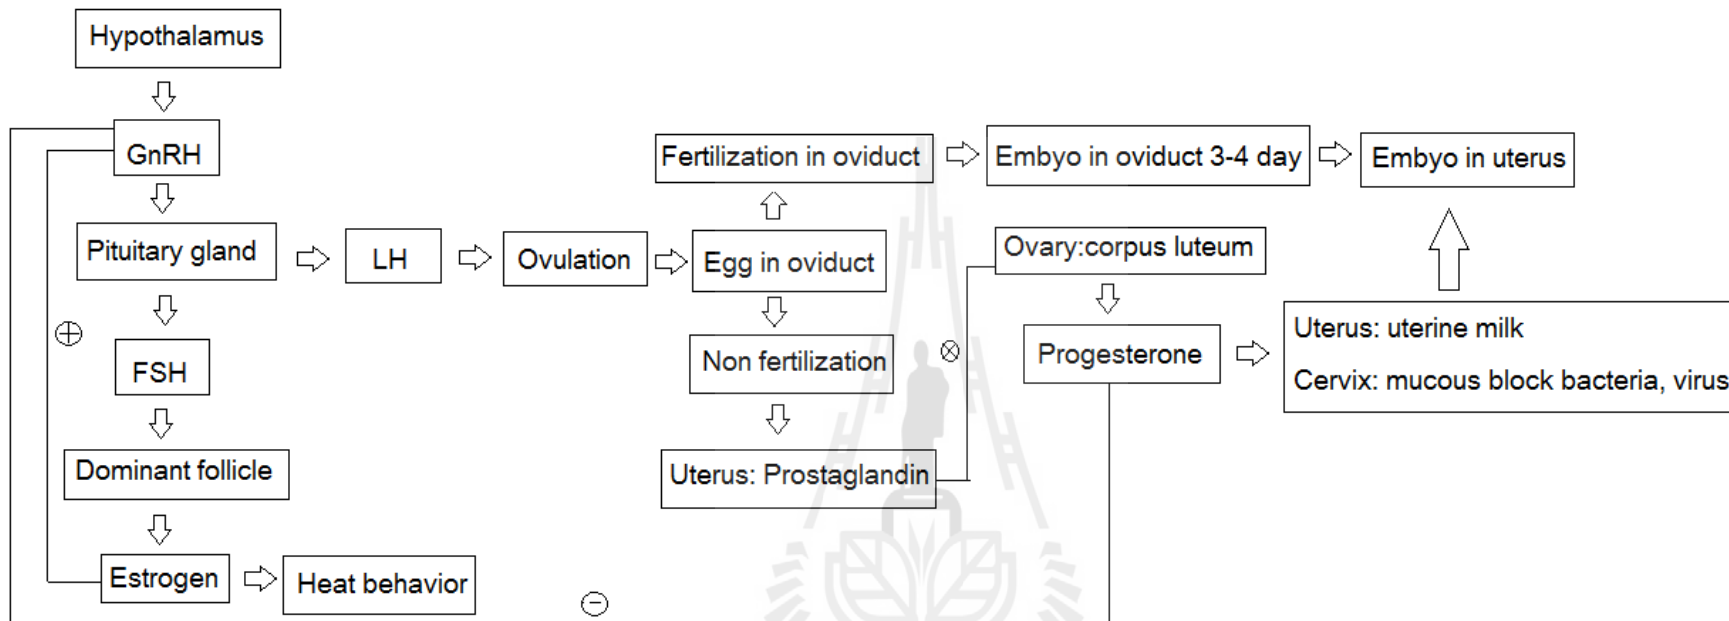 Hypothalamus
GnRH
Fertilization in oviduct
Embyo in oviduct 3-4 day
Embyo in uterus
Pituitary gland
LH
Ovulation
Egg in oviduct
Ovary:corpus luteum
FSH
Non fertilization
Progesterone
Uterus: uterine milk
Cervix: mucous block bacteria, virus
Dominant follicle
Uterus: Prostaglandin
Estrogen
Heat behavior